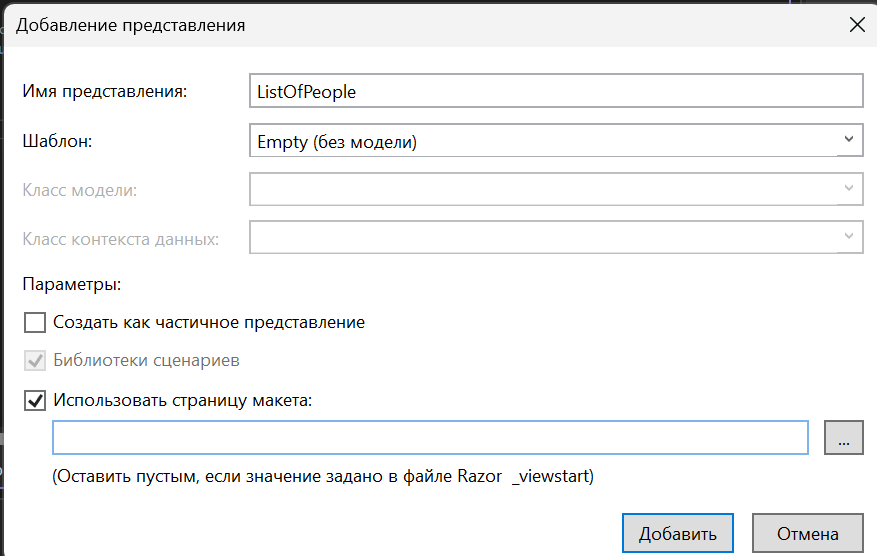 Добавление представления
Имя представления:
ListOfPeople
Шаблон:
Empty (без модели)
Класс модели:
Класс контекста данных:
Параметры:
Создать как частичное представление
Библиотеки сценариев
Использовать страницу макета:
...
(Оставить пустым, если значение задано в файле Razor _viewstart)
Добавить
Отмена